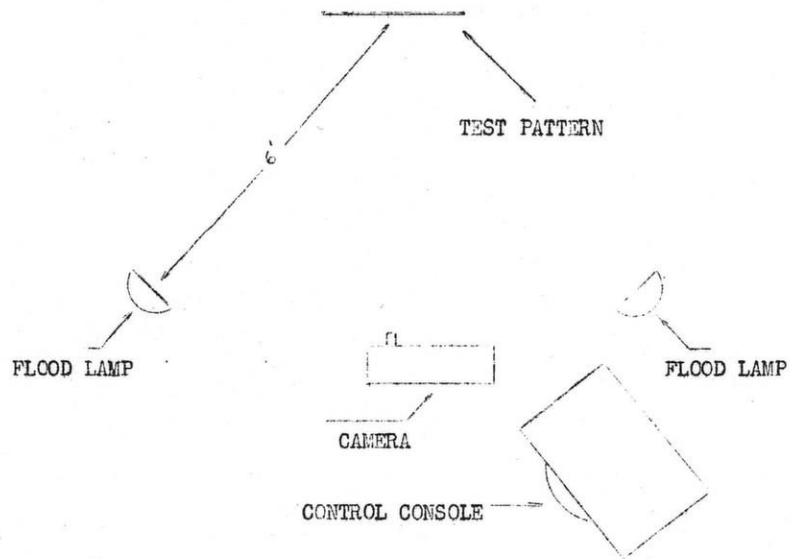 TEST PATTERN
6'
FLOOD LAMP
FLOOD LAMP
CAMERA
CONTROL CONSOLE